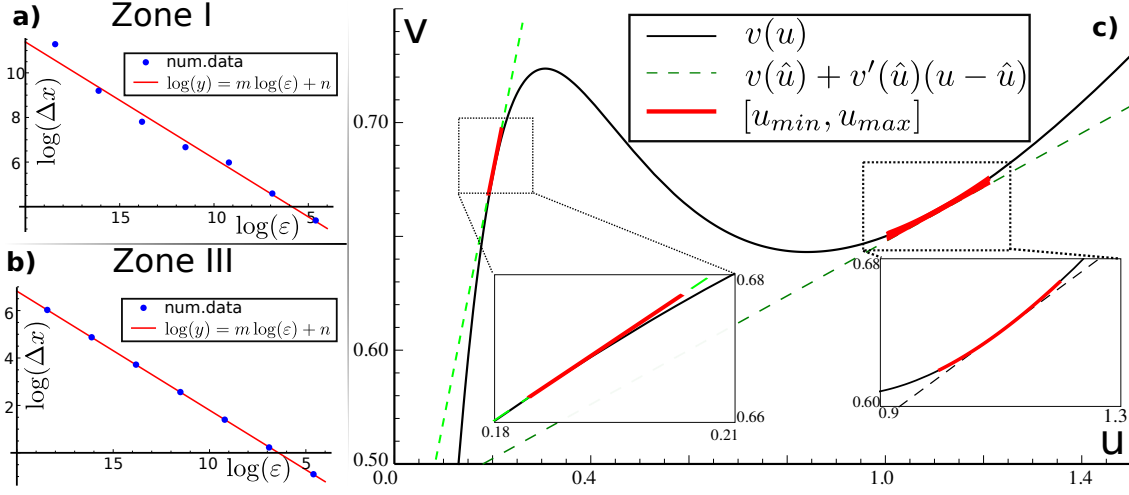 a)
Zone I
num.data
log(y) = m log(ε) + n
log(Δx)
11
10
8
6
15
10
5
log(ε)
b)
Zone III
num.data
log(y) = m log(ε) + n
log(Δx)
6
4
2
15
10
5
log(ε)
c)
V
v(u)
v(û) + v′(û)(u − û)
[u_min, u_max]
0.70
0.60
0.50
0.0
0.4
1.0
1.4
u
0.68
0.66
0.18
0.21
0.68
0.60
0.9
1.3